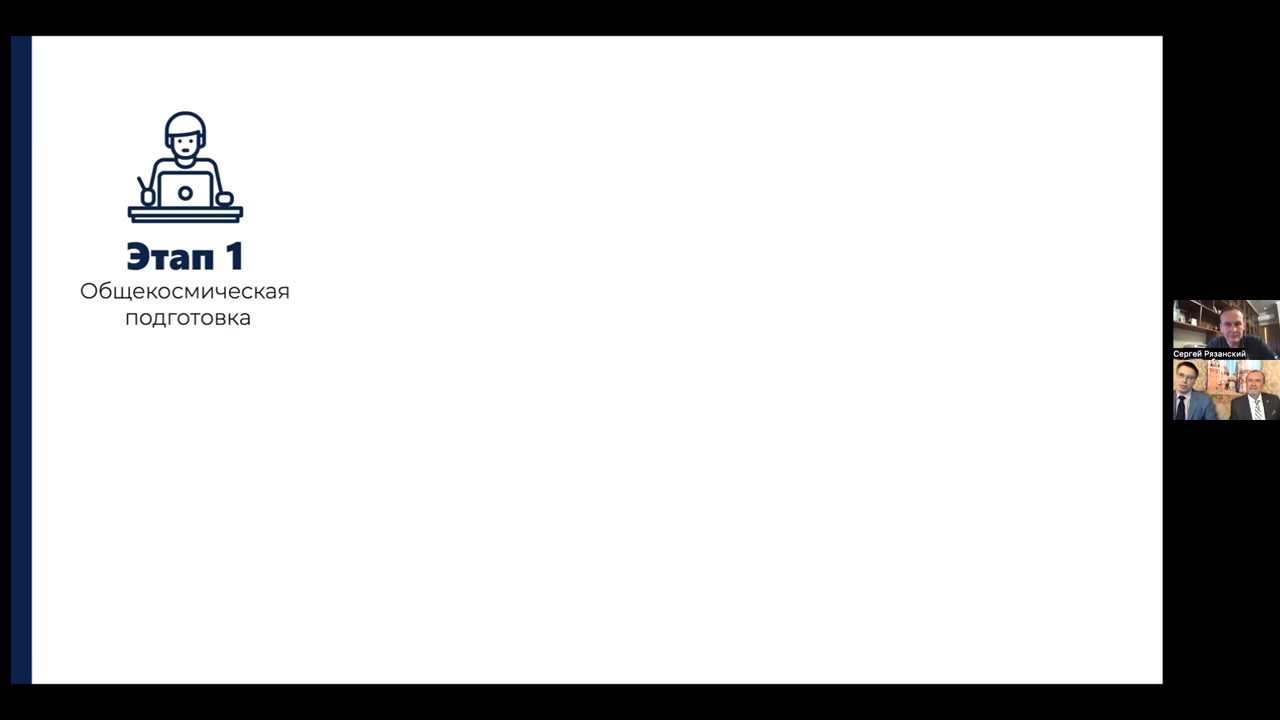 Этап 1
Общекосмическая
подготовка
Сергей Рязанский